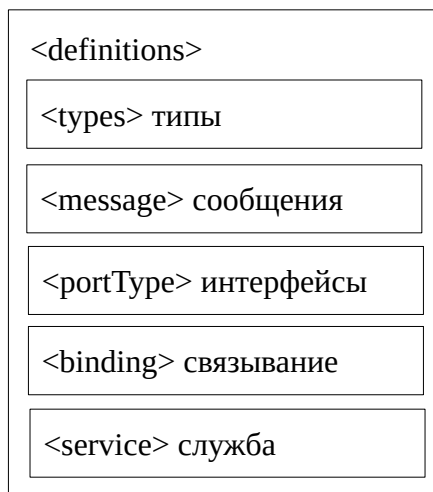 <definitions>
<types> типы
<message> сообщения
<portType> интерфейсы
<binding> связывание
<service> служба